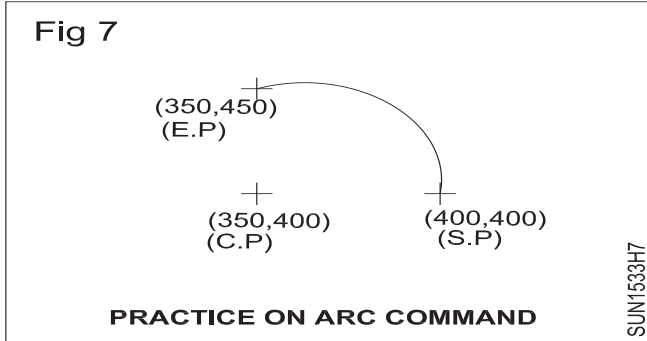 Fig 7
(350,450)
(E.P)
(350,400)
(C.P)
(400,400)
(S.P)
PRACTICE ON ARC COMMAND
SUN1533H7